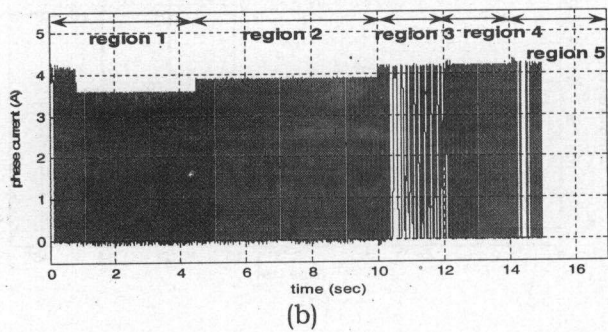 region 1 region 2 region 3 region 4
region 5
5
4
3
2
1
0
phase current (A)
0 2 4 6 8 10 12 14 16
time (sec)
(b)